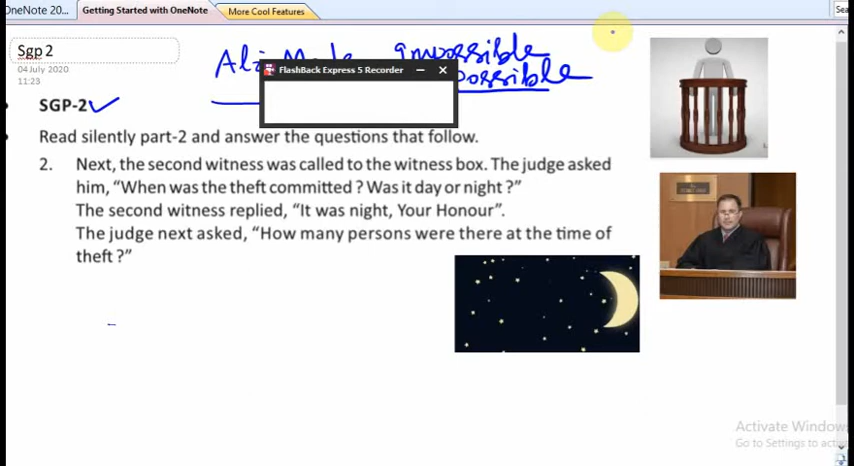 OneNote 20...
Getting Started with OneNote
More Cool Features
Sea
Sgp 2
04 July 2020
11:23
impossible
possible
FlashBack Express 5 Recorder
SGP-2
Read silently part-2 and answer the questions that follow.
2. Next, the second witness was called to the witness box. The judge asked
him, “When was the theft committed ? Was it day or night ?”
The second witness replied, “It was night, Your Honour”.
The judge next asked, “How many persons were there at the time of
theft ?”
Activate Window
Go to Settings to acti